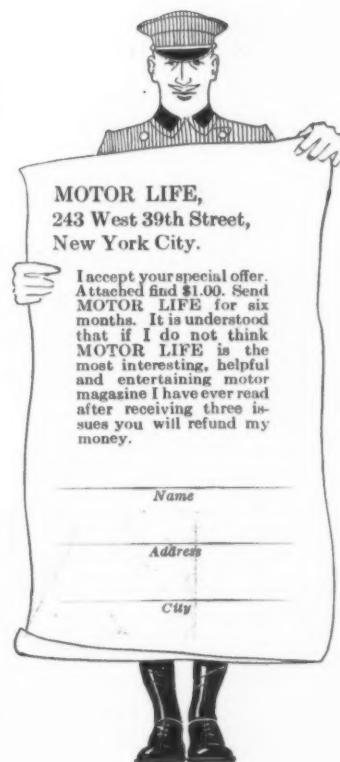 MOTOR LIFE,
243 West 39th Street,
New York City.
I accept your special offer.
Attached find $1.00. Send
MOTOR LIFE for six
months. It is understood
that if I do not think
MOTOR LIFE is the
most interesting, helpful
and entertaining motor
magazine I have ever read
after receiving three is-
sues you will refund my
money.
Name
Address
City